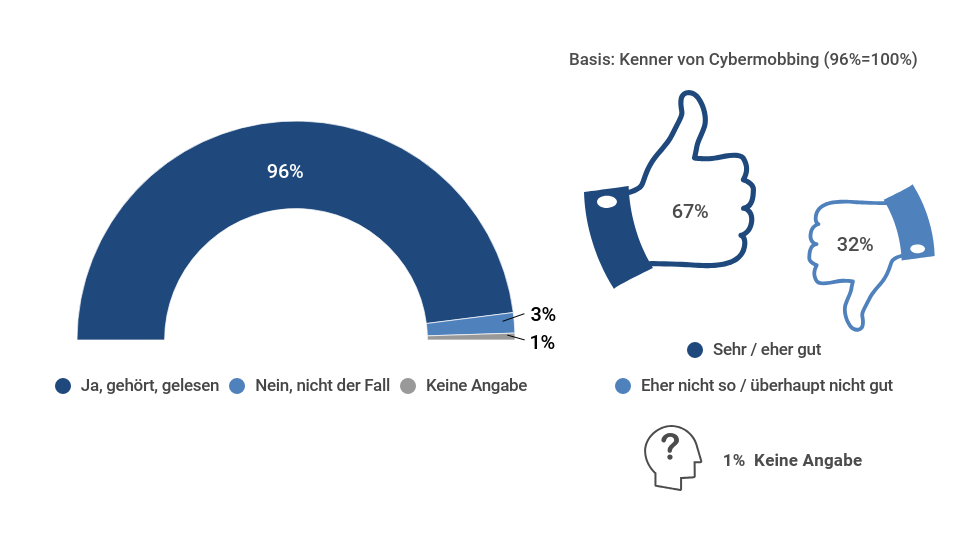 Basis: Kenner von Cybermobbing (96%=100%)
96%
67%
32%
3%
1%
Sehr / eher gut
Ja, gehört, gelesen Nein, nicht der Fall Keine Angabe
Eher nicht so / überhaupt nicht gut
?
1% Keine Angabe